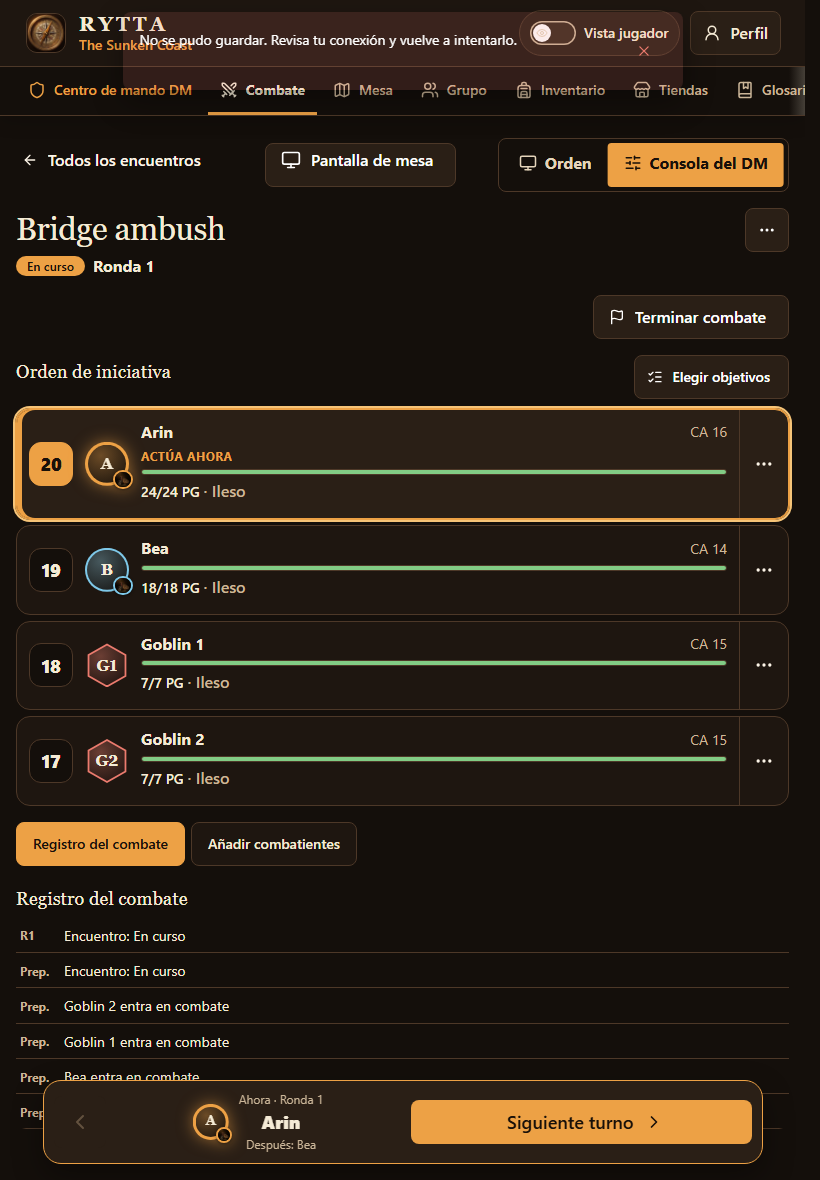 RYTTA
The Sunken Coast
No se pudo guardar. Revisa tu conexión y vuelve a intentarlo.
Vista jugador
Perfil
Centro de mando DM
Combate
Mesa
Grupo
Inventario
Tiendas
Glosari
Todos los encuentros
Pantalla de mesa
Orden
Consola del DM
Bridge ambush
En curso
Ronda 1
Terminar combate
Orden de iniciativa
Elegir objetivos
20
A
Arin
CA 16
ACTÚA AHORA
24/24 PG · Ileso
19
B
Bea
CA 14
18/18 PG · Ileso
18
G1
Goblin 1
CA 15
7/7 PG · Ileso
17
G2
Goblin 2
CA 15
7/7 PG · Ileso
Registro del combate
Añadir combatientes
Registro del combate
R1 Encuentro: En curso
Prep. Encuentro: En curso
Prep. Goblin 2 entra en combate
Prep. Goblin 1 entra en combate
Prep. Bea entra en combate
Prep
A
Ahora · Ronda 1
Arin
Después: Bea
Siguiente turno